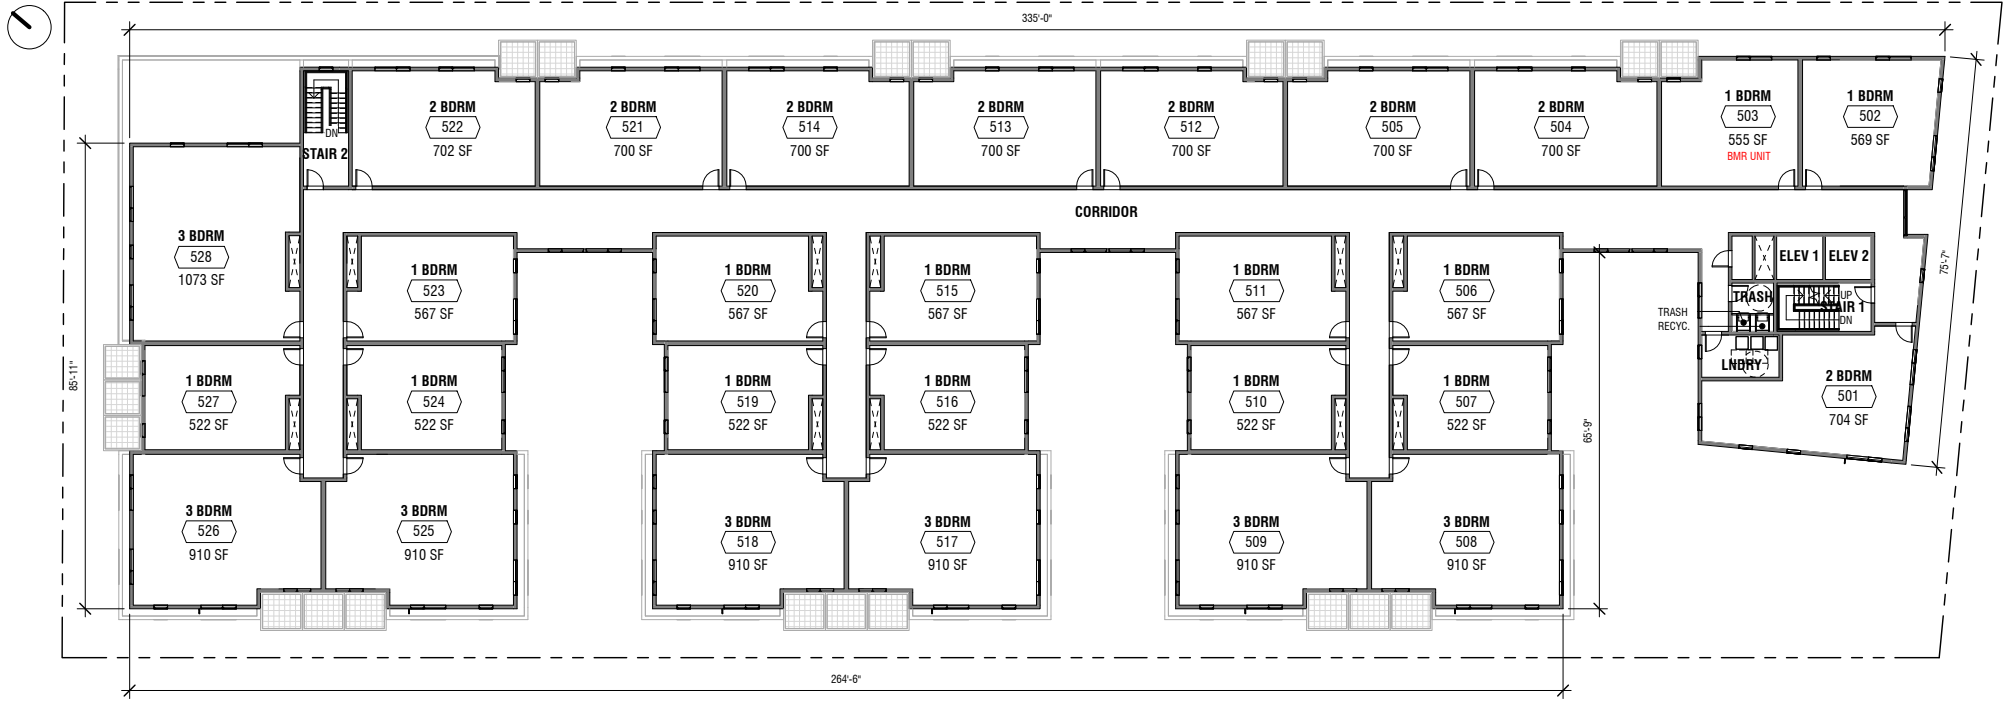 335'-0"
2 BDRM
522
702 SF
2 BDRM
521
700 SF
2 BDRM
514
700 SF
2 BDRM
513
700 SF
2 BDRM
512
700 SF
2 BDRM
505
700 SF
2 BDRM
504
700 SF
1 BDRM
503
555 SF
BMR UNIT
1 BDRM
502
569 SF
DN
STAIR 2
CORRIDOR
3 BDRM
528
1073 SF
1 BDRM
523
567 SF
1 BDRM
520
567 SF
1 BDRM
515
567 SF
1 BDRM
511
567 SF
1 BDRM
506
567 SF
ELEV 1
ELEV 2
TRASH
UP
STAIR 1
DN
TRASH
RECYC.
LNDRY
75'-7"
85'-11"
1 BDRM
527
522 SF
1 BDRM
524
522 SF
1 BDRM
519
522 SF
1 BDRM
516
522 SF
1 BDRM
510
522 SF
1 BDRM
507
522 SF
2 BDRM
501
704 SF
65'-9"
3 BDRM
526
910 SF
3 BDRM
525
910 SF
3 BDRM
518
910 SF
3 BDRM
517
910 SF
3 BDRM
509
910 SF
3 BDRM
508
910 SF
264'-6"